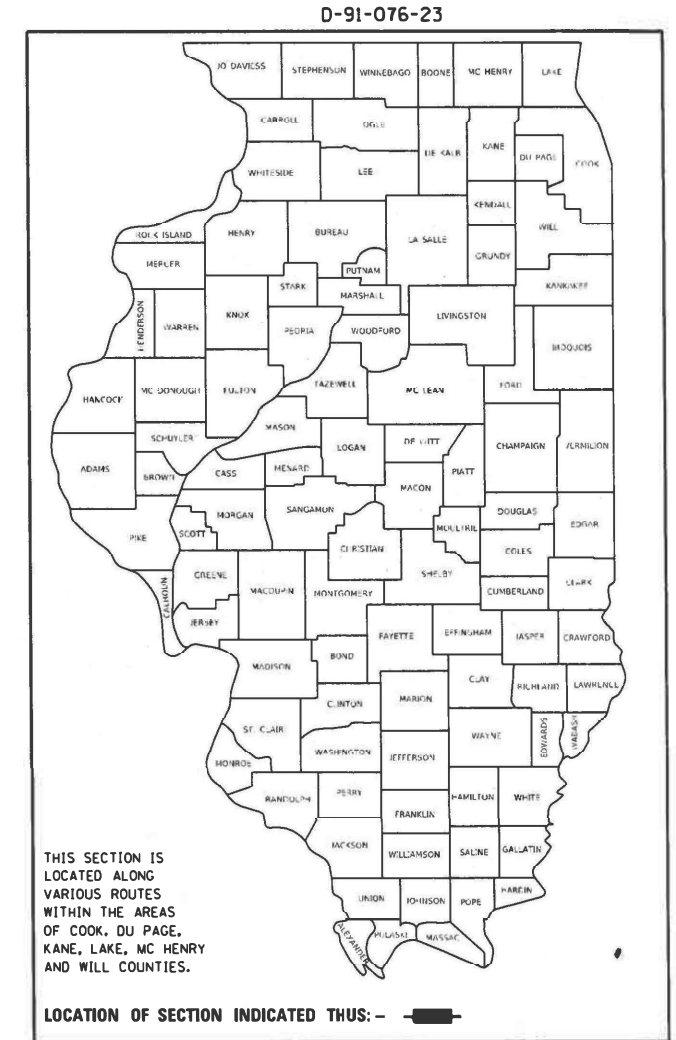 D-91-076-23
JO DAVIESS STEPHENSON WINNEBAGO BOONE MC HENRY LAKE
CARROLL OGLE
DE KALB KANE DU PAGE COOK
WHITESIDE LEE
KENDALL
ROCK ISLAND HENRY BUREAU LA SALLE WILL
MERCER PUTNAM GRUNDY
STARK MARSHALL KANKAKEE
HENDERSON WARREN KNOX PEORIA WOODFORD LIVINGSTON
IROQUOIS
HANCOCK MC DONOUGH FULTON TAZEWELL MC LEAN FORD
MASON
SCHUYLER LOGAN DE WITT CHAMPAIGN VERMILION
ADAMS BROWN CASS MENARD PIATT
MACON
PIKE SCOTT MORGAN SANGAMON MOULTRIE DOUGLAS EDGAR
CHRISTIAN COLES
CALHOUN GREENE MACOUPIN MONTGOMERY SHELBY CUMBERLAND CLARK
JERSEY FAYETTE EFFINGHAM JASPER CRAWFORD
MADISON BOND
CLINTON MARION CLAY RICHLAND LAWRENCE
ST. CLAIR WAYNE EDWARDS WABASH
MONROE WASHINGTON JEFFERSON
RANDOLPH PERRY HAMILTON WHITE
FRANKLIN
JACKSON WILLIAMSON SALINE GALLATIN
UNION JOHNSON POPE HARDIN
ALEXANDER PULASKI MASSAC
THIS SECTION IS
LOCATED ALONG
VARIOUS ROUTES
WITHIN THE AREAS
OF COOK, DU PAGE,
KANE, LAKE, MC HENRY
AND WILL COUNTIES.
LOCATION OF SECTION INDICATED THUS: -